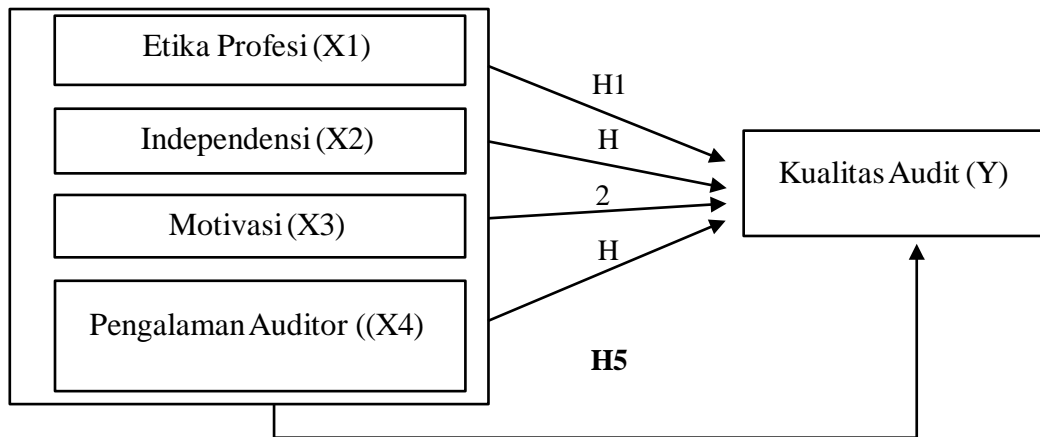 Etika Profesi (X1)
H1
Independensi (X2)
H
Kualitas Audit (Y)
2
Motivasi (X3)
H
Pengalaman Auditor ((X4)
H5